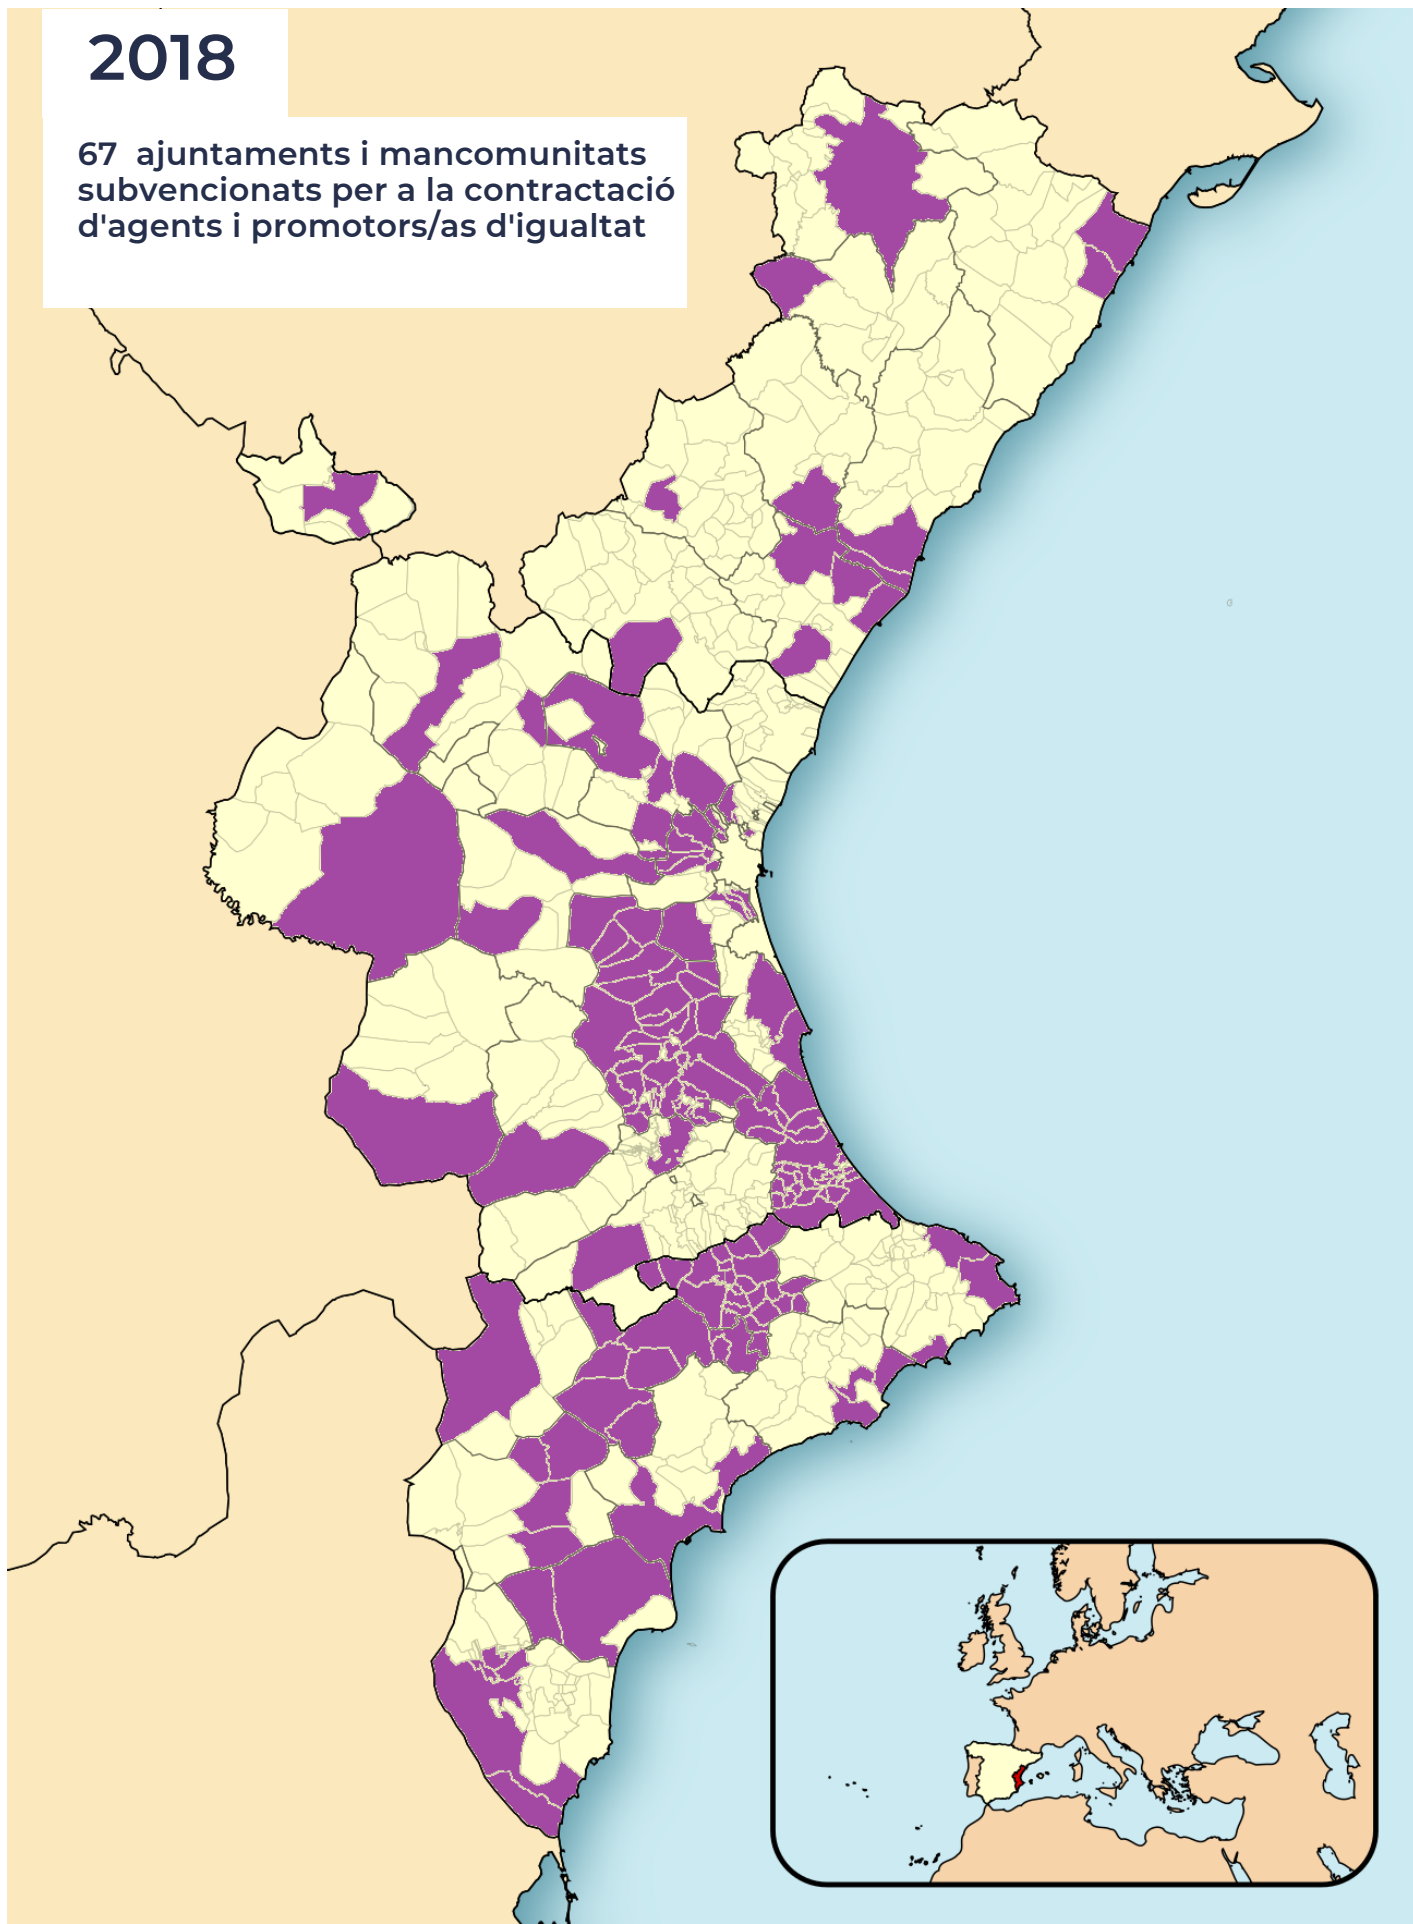 2018
67 ajuntaments i mancomunitats
subvencionats per a la contractació
d'agents i promotors/as d'igualtat